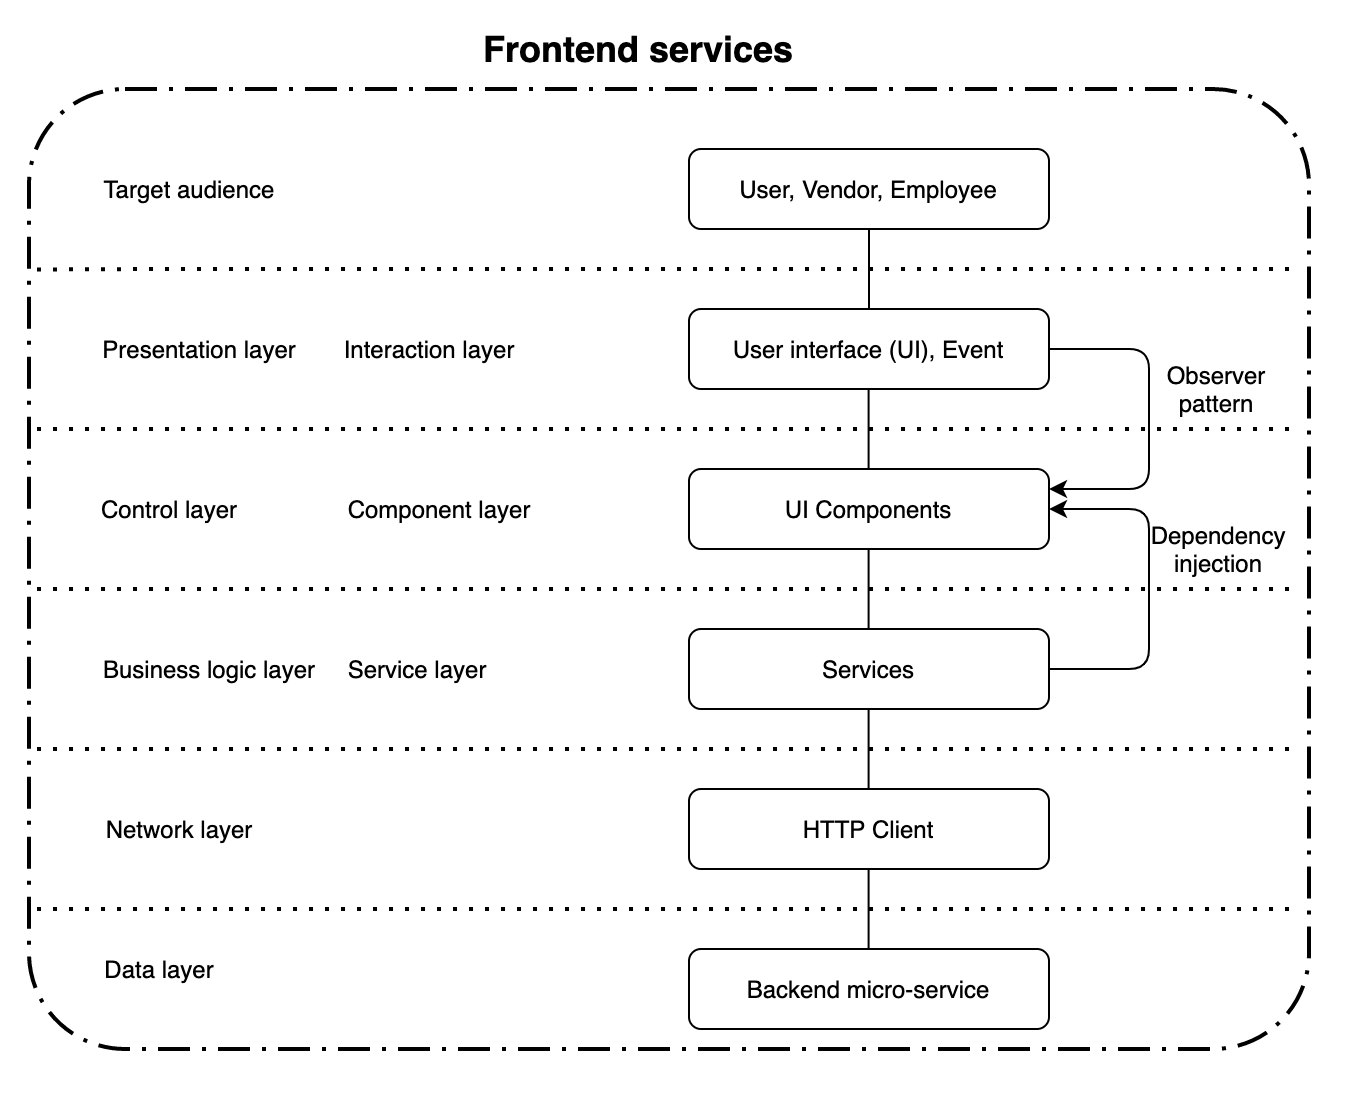 Frontend services
Target audience
User, Vendor, Employee
Presentation layer
Interaction layer
User interface (UI), Event
Observer
pattern
Control layer
Component layer
UI Components
Dependency
injection
Business logic layer
Service layer
Services
Network layer
HTTP Client
Data layer
Backend micro-service